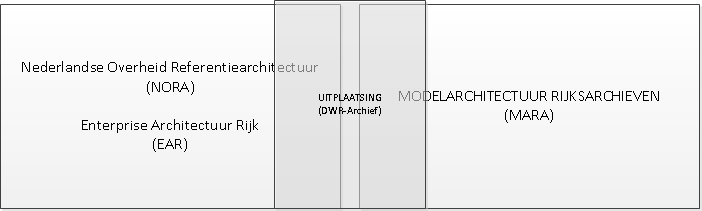 Nederlandse Overheid Referentiearchitectuur
(NORA)
Enterprise Architectuur Rijk
(EAR)
UITPLAATSING
(DWR-Archief)
MODELARCHITECTUUR RIJKSARCHIEVEN
(MARA)